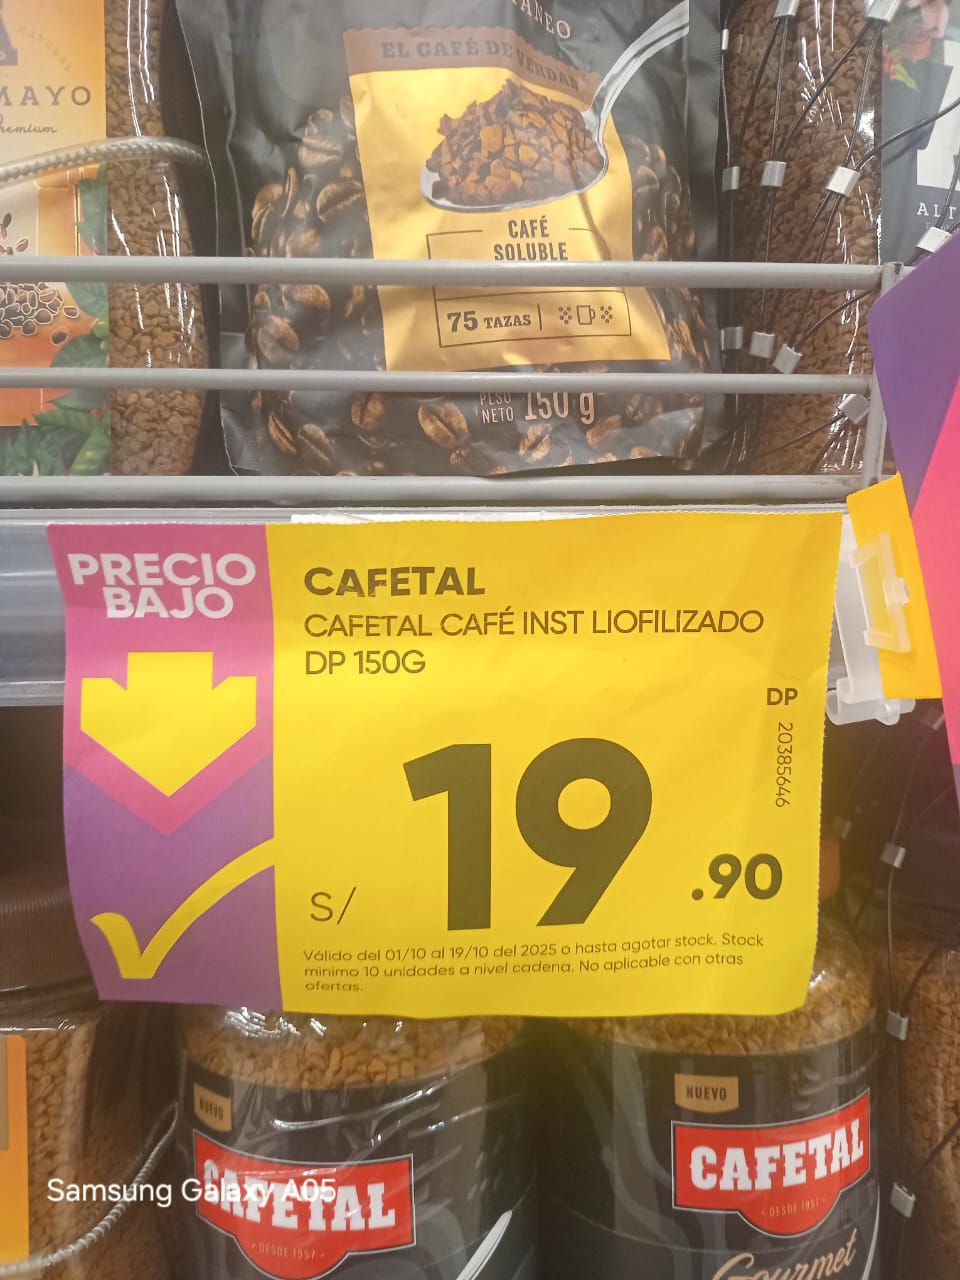 NATURAL
MAYO
Premium
EL CAFÉ DE VERDAD
CAFÉ
SOLUBLE
75 TAZAS
PESO
NETO 150 g
ALT
PRECIO
BAJO
CAFETAL
CAFETAL CAFÉ INST LIOFILIZADO
DP 150G
DP
20385646
S/ 19.90
Válido del 01/10 al 19/10 del 2025 o hasta agotar stock. Stock
mínimo 10 unidades a nivel cadena. No aplicable con otras
ofertas.
NUEVO
CAFETAL
DESDE 1957
NUEVO
CAFETAL
DESDE 1957
Gourmet
Samsung Galaxy A05